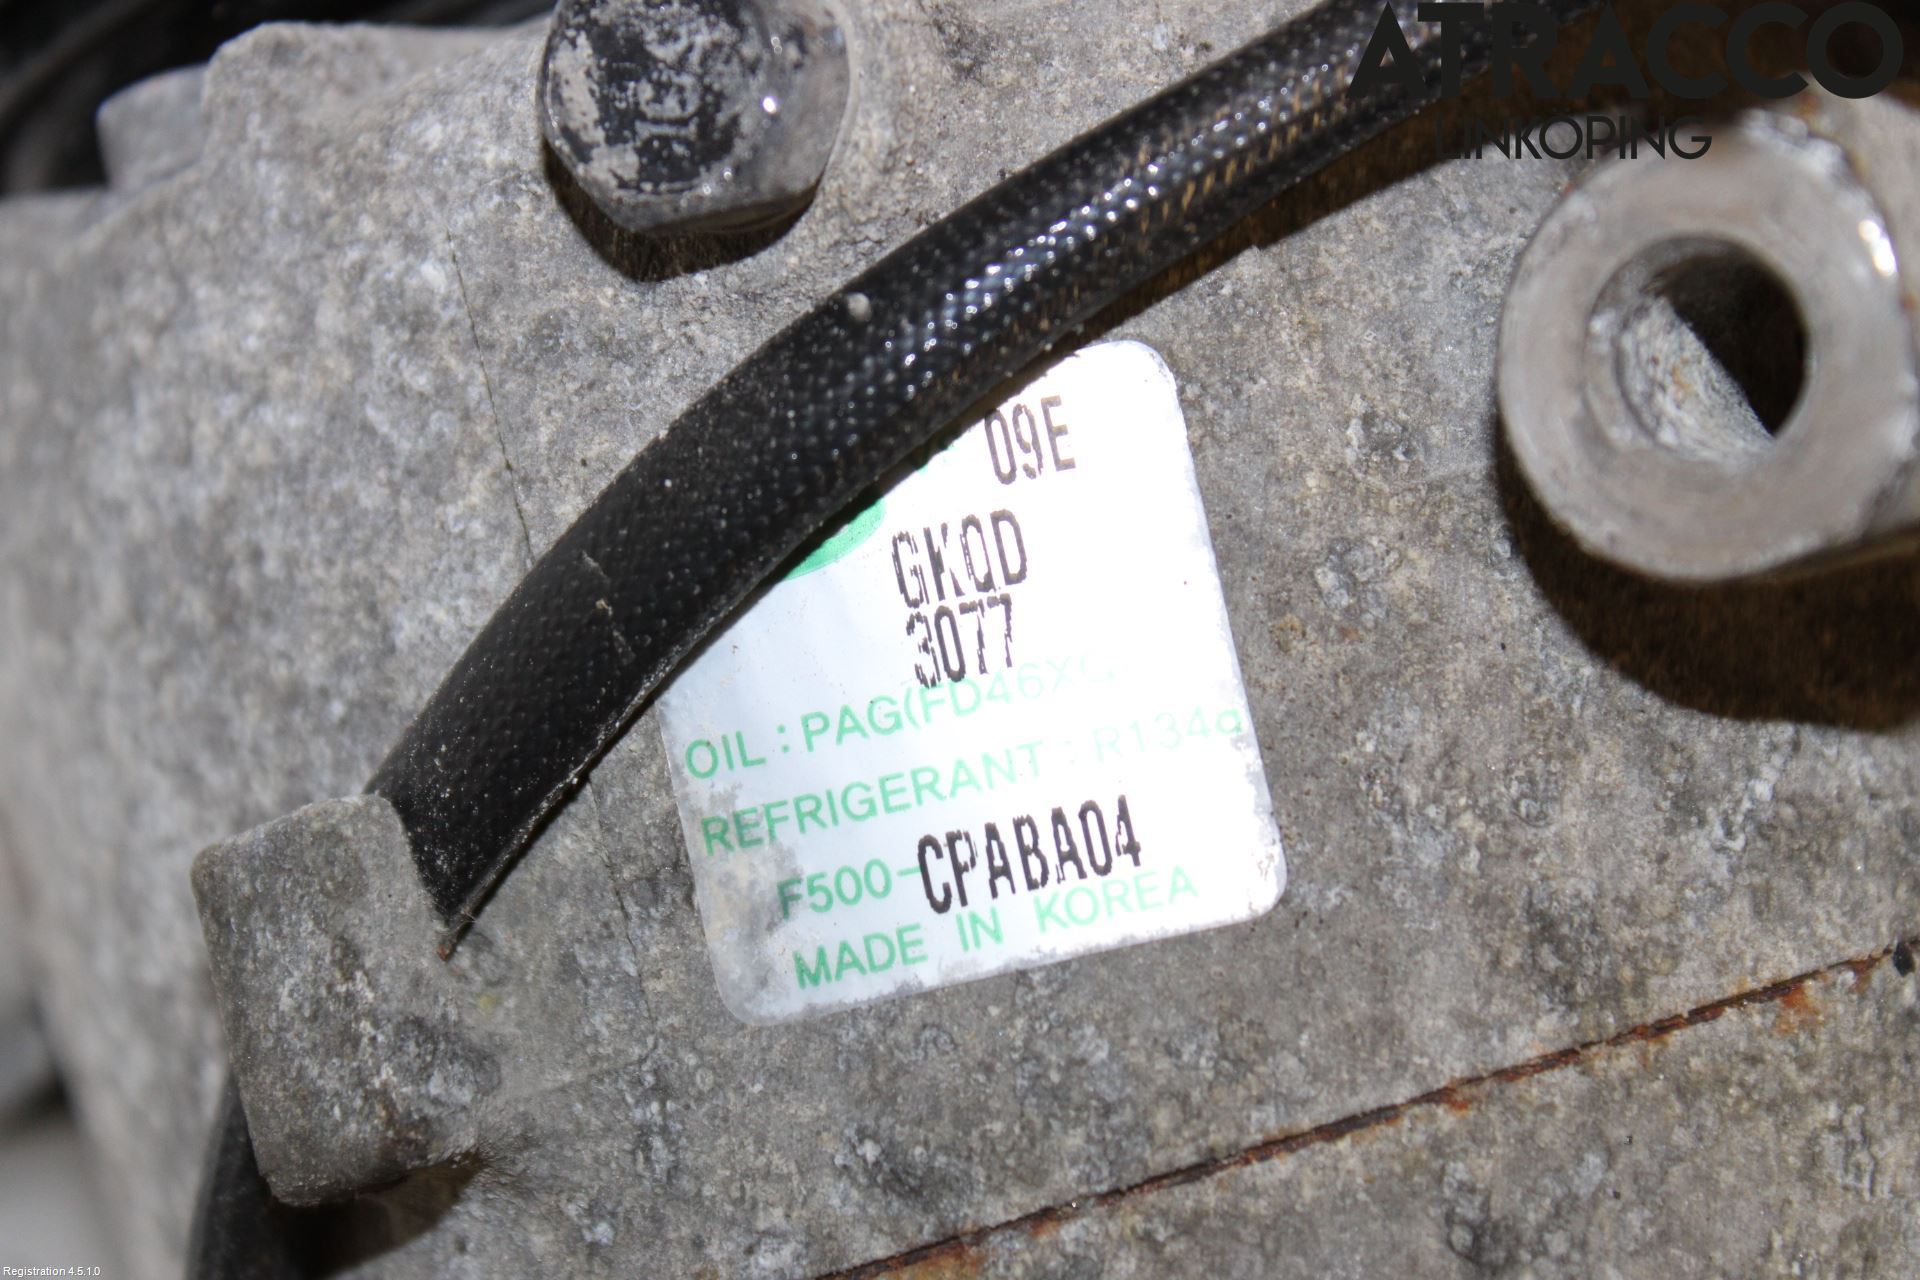 ATRACCO
LINKÖPING
09E
GKQD
3077
OIL : PAG(FD46XG
REFRIGERANT : R134a
F500-CPABA04
MADE IN KOREA
Registration 4.5.1.0